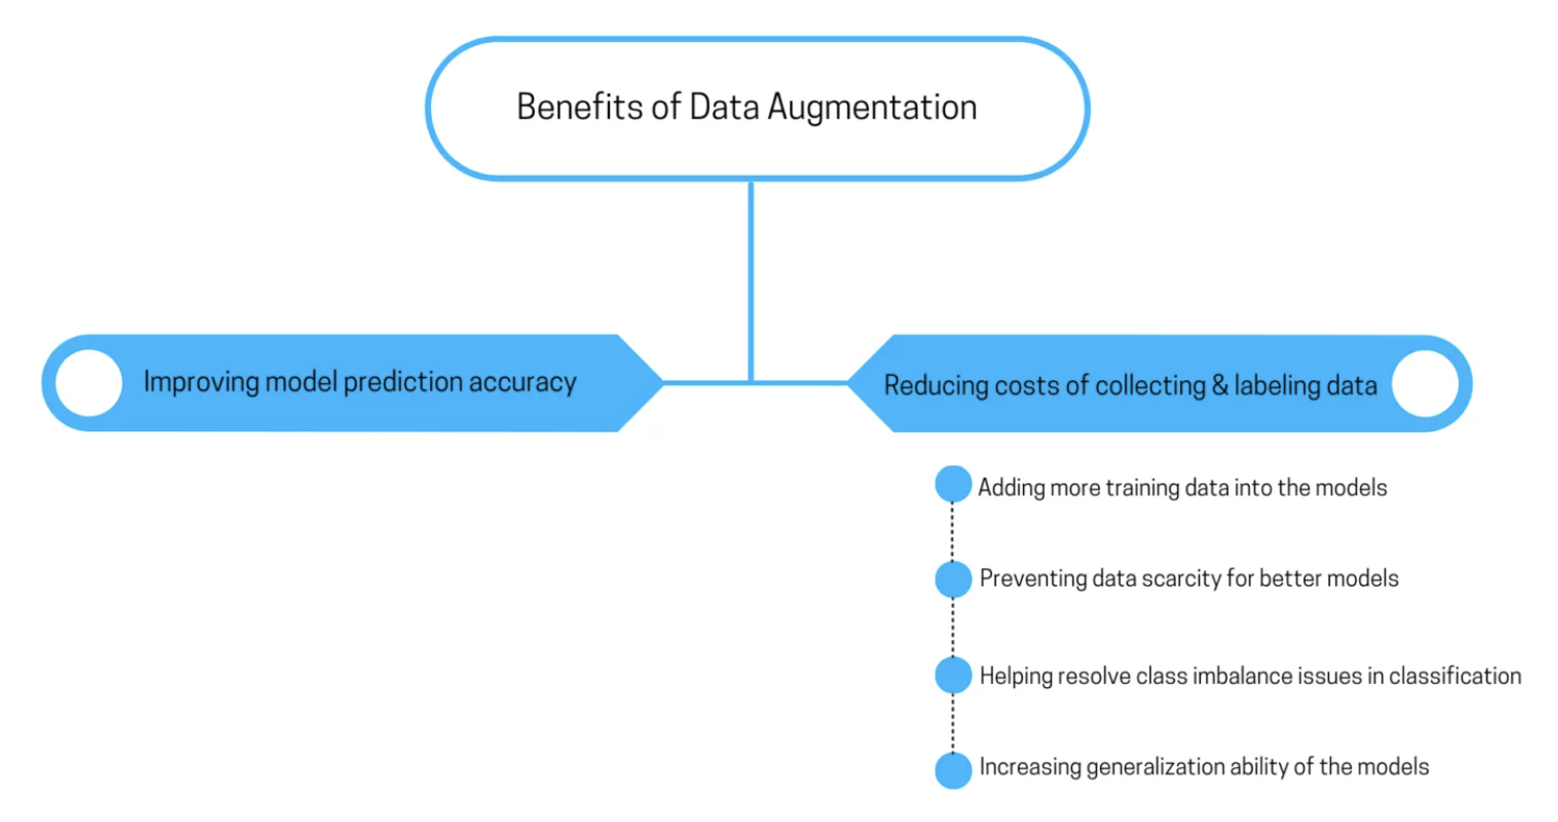 Benefits of Data Augmentation
Improving model prediction accuracy
Reducing costs of collecting & labeling data
Adding more training data into the models
Preventing data scarcity for better models
Helping resolve class imbalance issues in classification
Increasing generalization ability of the models